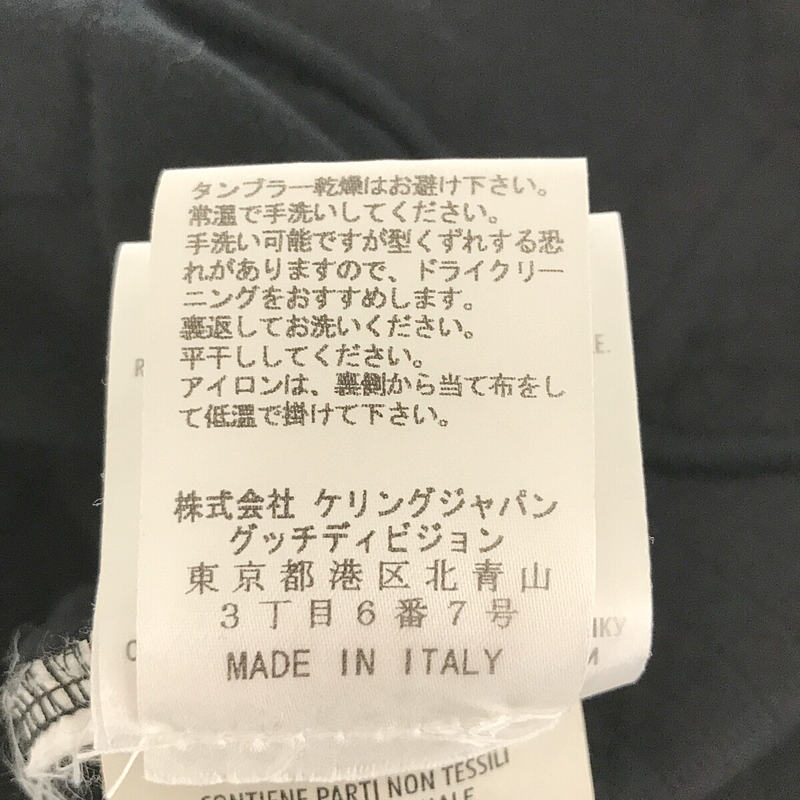 タンブラー乾燥はお避け下さい。
常温で手洗いしてください。
手洗い可能ですが型くずれする恐
れがありますので、ドライクリー
ニングをおすすめします。
裏返してお洗いください。
平干ししてください。
アイロンは、裏側から当て布をし
て低温で掛けて下さい。
株式会社 ケリングジャパン
グッチディビジョン
東京都港区北青山
3丁目6番7号
MADE IN ITALY
CONTIENE PARTI NON TESSILI